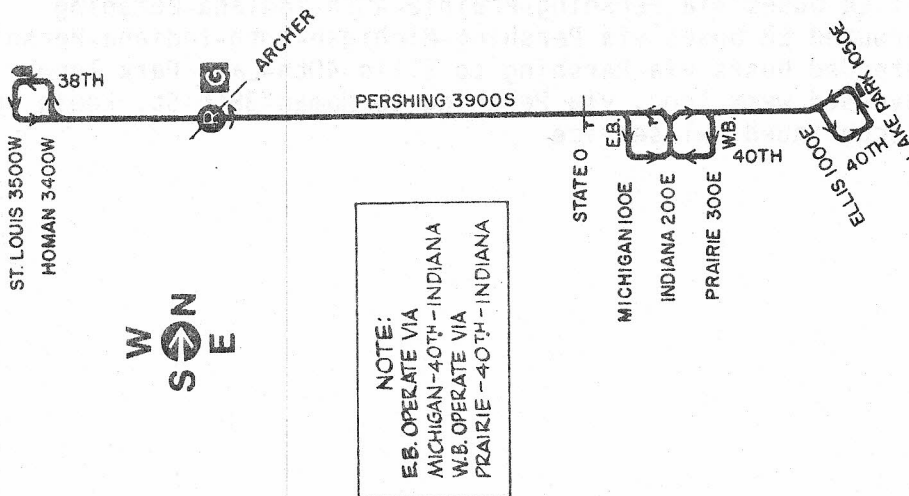 38TH
ST. LOUIS 3500W
HOMAN 3400W
R
G
ARCHER
PERSHING 3900S
STATE 0
E.B.
W.B.
40TH
MICHIGAN 100E
INDIANA 200E
PRAIRIE 300E
ELLIS 1000E
40TH
LAKE PARK 1050E
W
S N
E
NOTE:
E.B. OPERATE VIA
MICHIGAN-40TH-INDIANA
W.B. OPERATE VIA
PRAIRIE-40TH-INDIANA